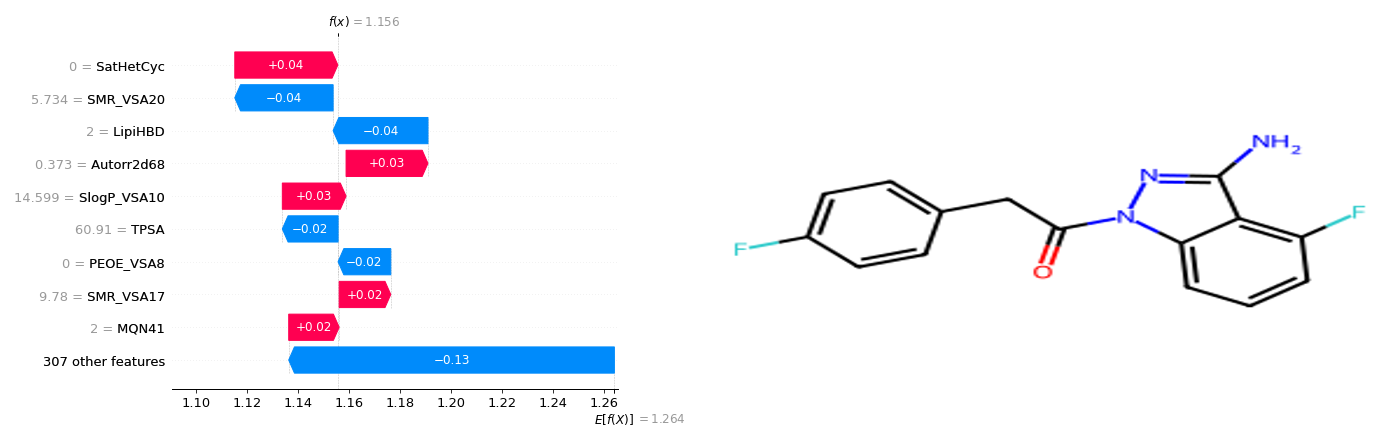 f(x) = 1.156
0 = SatHetCyc +0.04
5.734 = SMR_VSA20 −0.04
2 = LipiHBD −0.04
0.373 = Autorr2d68 +0.03
14.599 = SlogP_VSA10 +0.03
60.91 = TPSA −0.02
0 = PEOE_VSA8 −0.02
9.78 = SMR_VSA17 +0.02
2 = MQN41 +0.02
307 other features −0.13
1.10 1.12 1.14 1.16 1.18 1.20 1.22 1.24 1.26
E[f(X)] = 1.264
NH2
N
F
N
F
O